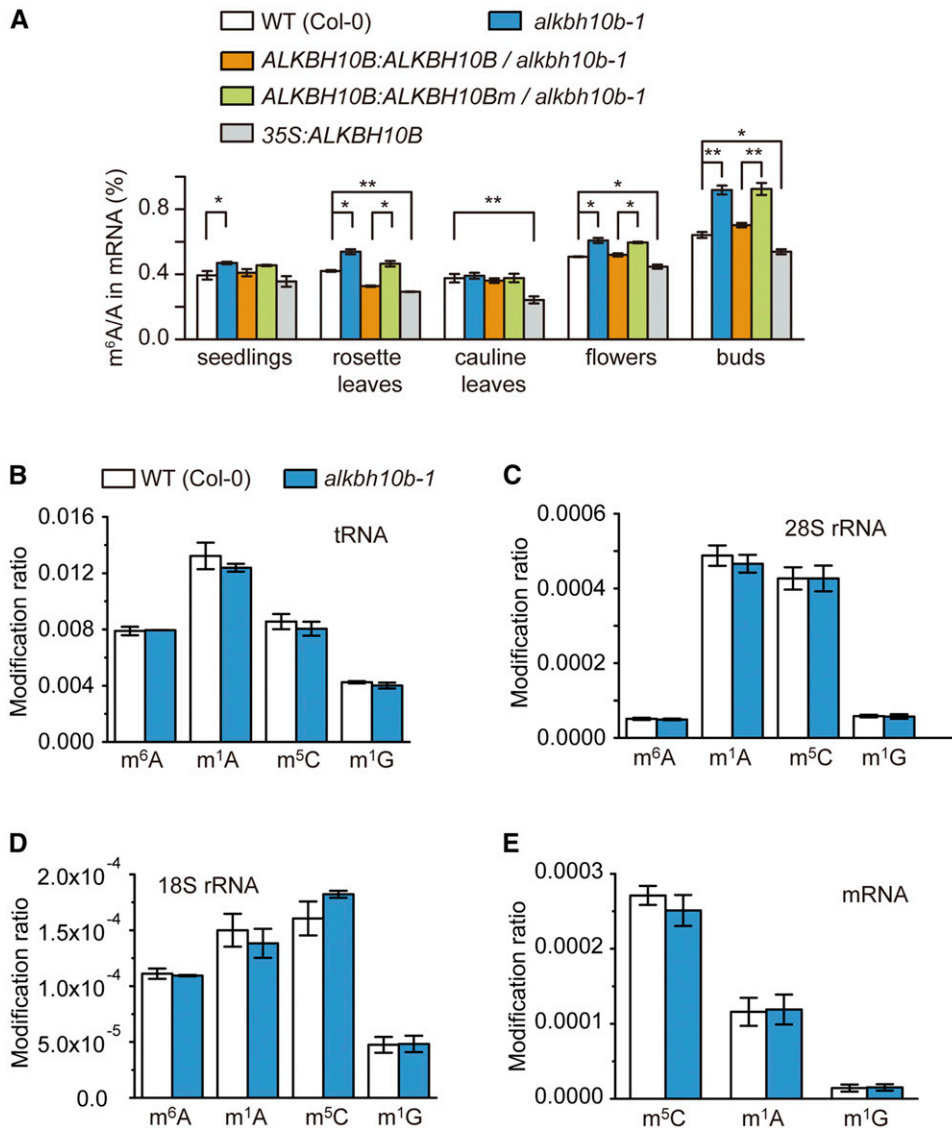 A
WT (Col-0) alkbh10b-1
ALKBH10B:ALKBH10B / alkbh10b-1
ALKBH10B:ALKBH10Bm / alkbh10b-1
35S:ALKBH10B
m⁶A/A in mRNA (%)
0.8
0.4
0.0
* * ** * * ** * * * ** ** *
seedlings rosette leaves cauline leaves flowers buds
B
WT (Col-0) alkbh10b-1
tRNA
Modification ratio
0.016
0.012
0.008
0.004
0.000
m⁶A m¹A m⁵C m¹G
C
28S rRNA
Modification ratio
0.0006
0.0004
0.0002
0.0000
m⁶A m¹A m⁵C m¹G
D
18S rRNA
Modification ratio
2.0x10⁻⁴
1.5x10⁻⁴
1.0x10⁻⁴
5.0x10⁻⁵
0.0
m⁶A m¹A m⁵C m¹G
E
mRNA
Modification ratio
0.0003
0.0002
0.0001
0.0000
m⁵C m¹A m¹G